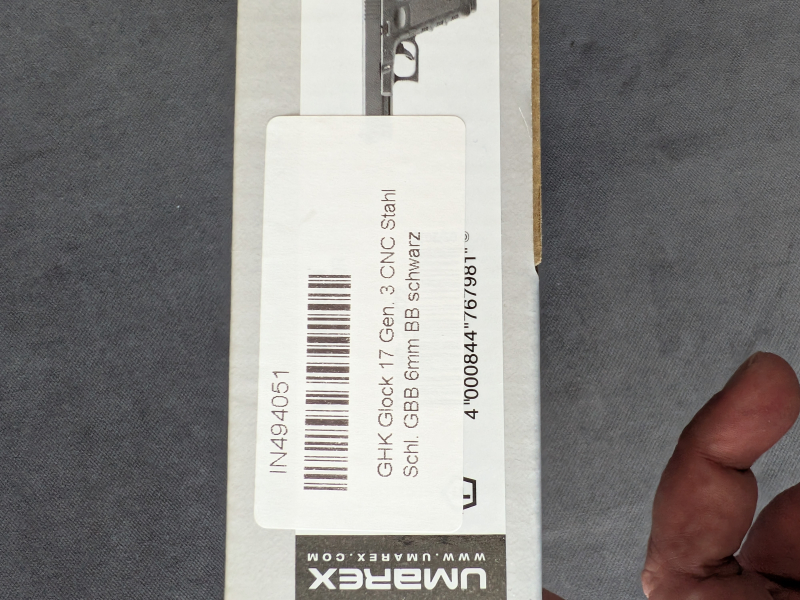 IN494051
GHK Glock 17 Gen. 3 CNC Stahl
Schl. GBB 6mm BB schwarz
4"000844"767981"
F
WWW.UMAREX.COM
UMAREX